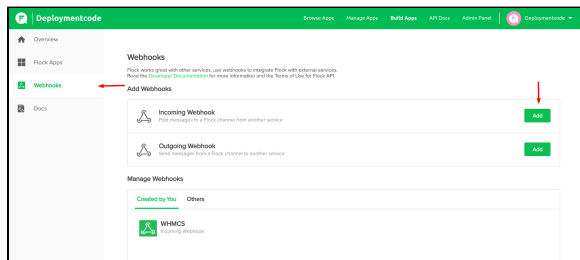 Deploymentcode
Browse Apps
Manage Apps
Build Apps
API Docs
Admin Panel
Deploymentcode
Overview
Flock Apps
Webhooks
Docs
Webhooks
Flock works great with other services, use webhooks to integrate Flock with external services.
Read the Developer Documentation for more information and the Terms of Use for Flock API.
Add Webhooks
Incoming Webhook
Post messages to a Flock channel from another service
Add
Outgoing Webhook
Send messages from a Flock channel to another service
Add
Manage Webhooks
Created by You
Others
WHMCS
Incoming Webhook